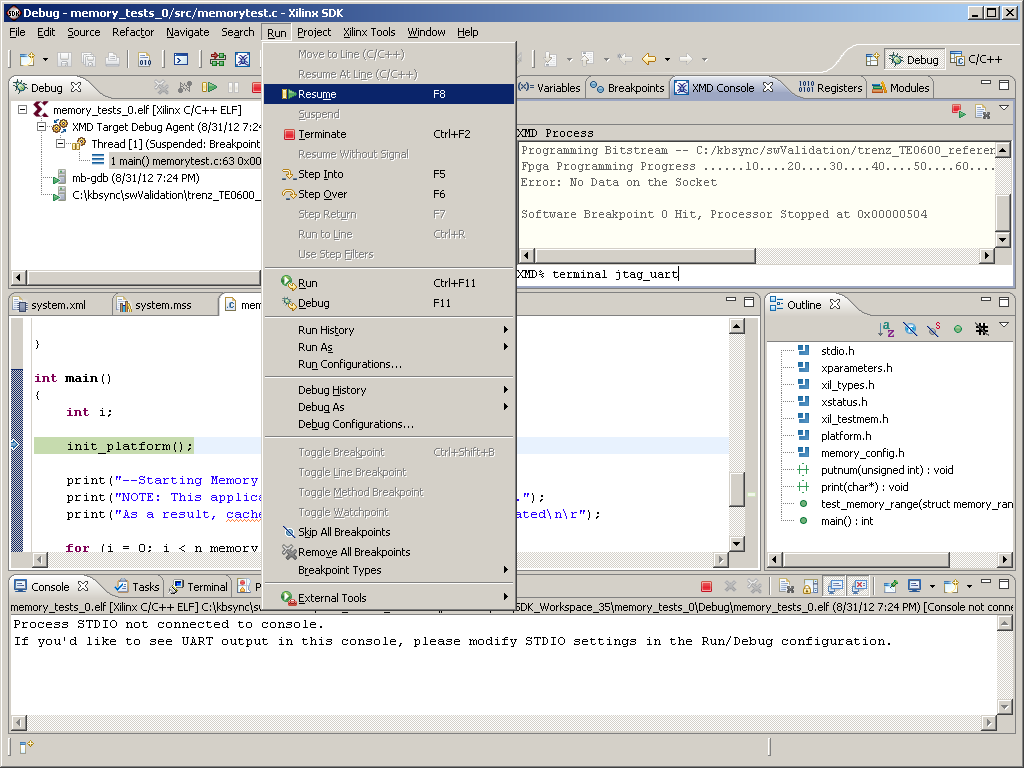 Debug - memory_tests_0/src/memorytest.c - Xilinx SDK
File Edit Source Refactor Navigate Search Run Project Xilinx Tools Window Help
Debug C/C++
Debug
memory_tests_0.elf [Xilinx C/C++ ELF]
XMD Target Debug Agent (8/31/12 7:24
Thread [1] (Suspended: Breakpoint
1 main() memorytest.c:63 0x00
mb-gdb (8/31/12 7:24 PM)
C:\kbsync\swValidation\trenz_TE0600_
Move to Line (C/C++)
Resume At Line (C/C++)
Resume F8
Suspend
Terminate Ctrl+F2
Resume Without Signal
Step Into F5
Step Over F6
Step Return F7
Run to Line Ctrl+R
Use Step Filters
Run Ctrl+F11
Debug F11
Run History
Run As
Run Configurations...
Debug History
Debug As
Debug Configurations...
Toggle Breakpoint Ctrl+Shift+B
Toggle Line Breakpoint
Toggle Method Breakpoint
Toggle Watchpoint
Skip All Breakpoints
Remove All Breakpoints
Breakpoint Types
External Tools
Variables Breakpoints XMD Console Registers Modules
XMD Process
Programming Bitstream -- C:/kbsync/swValidation/trenz_TE0600_referen
Fpga Programming Progress ......10....20....30....40....50....60....
Error: No Data on the Socket
Software Breakpoint 0 Hit, Processor Stopped at 0x00000504
XMD% terminal jtag_uart
system.xml system.mss mem
}
int main()
{
int i;
init_platform();
print("--Starting Memory
print("NOTE: This applica .");
print("As a result, cache ated\n\r");
for (i = 0; i < n_memory
Outline
stdio.h
xparameters.h
xil_types.h
xstatus.h
xil_testmem.h
platform.h
memory_config.h
putnum(unsigned int) : void
print(char*) : void
test_memory_range(struct memory_ran
main() : int
Console Tasks Terminal P
memory_tests_0.elf [Xilinx C/C++ ELF] C:\kbsync\sw SDK_Workspace_35\memory_tests_0\Debug\memory_tests_0.elf (8/31/12 7:24 PM) [Console not conne
Process STDIO not connected to console.
If you'd like to see UART output in this console, please modify STDIO settings in the Run/Debug configuration.